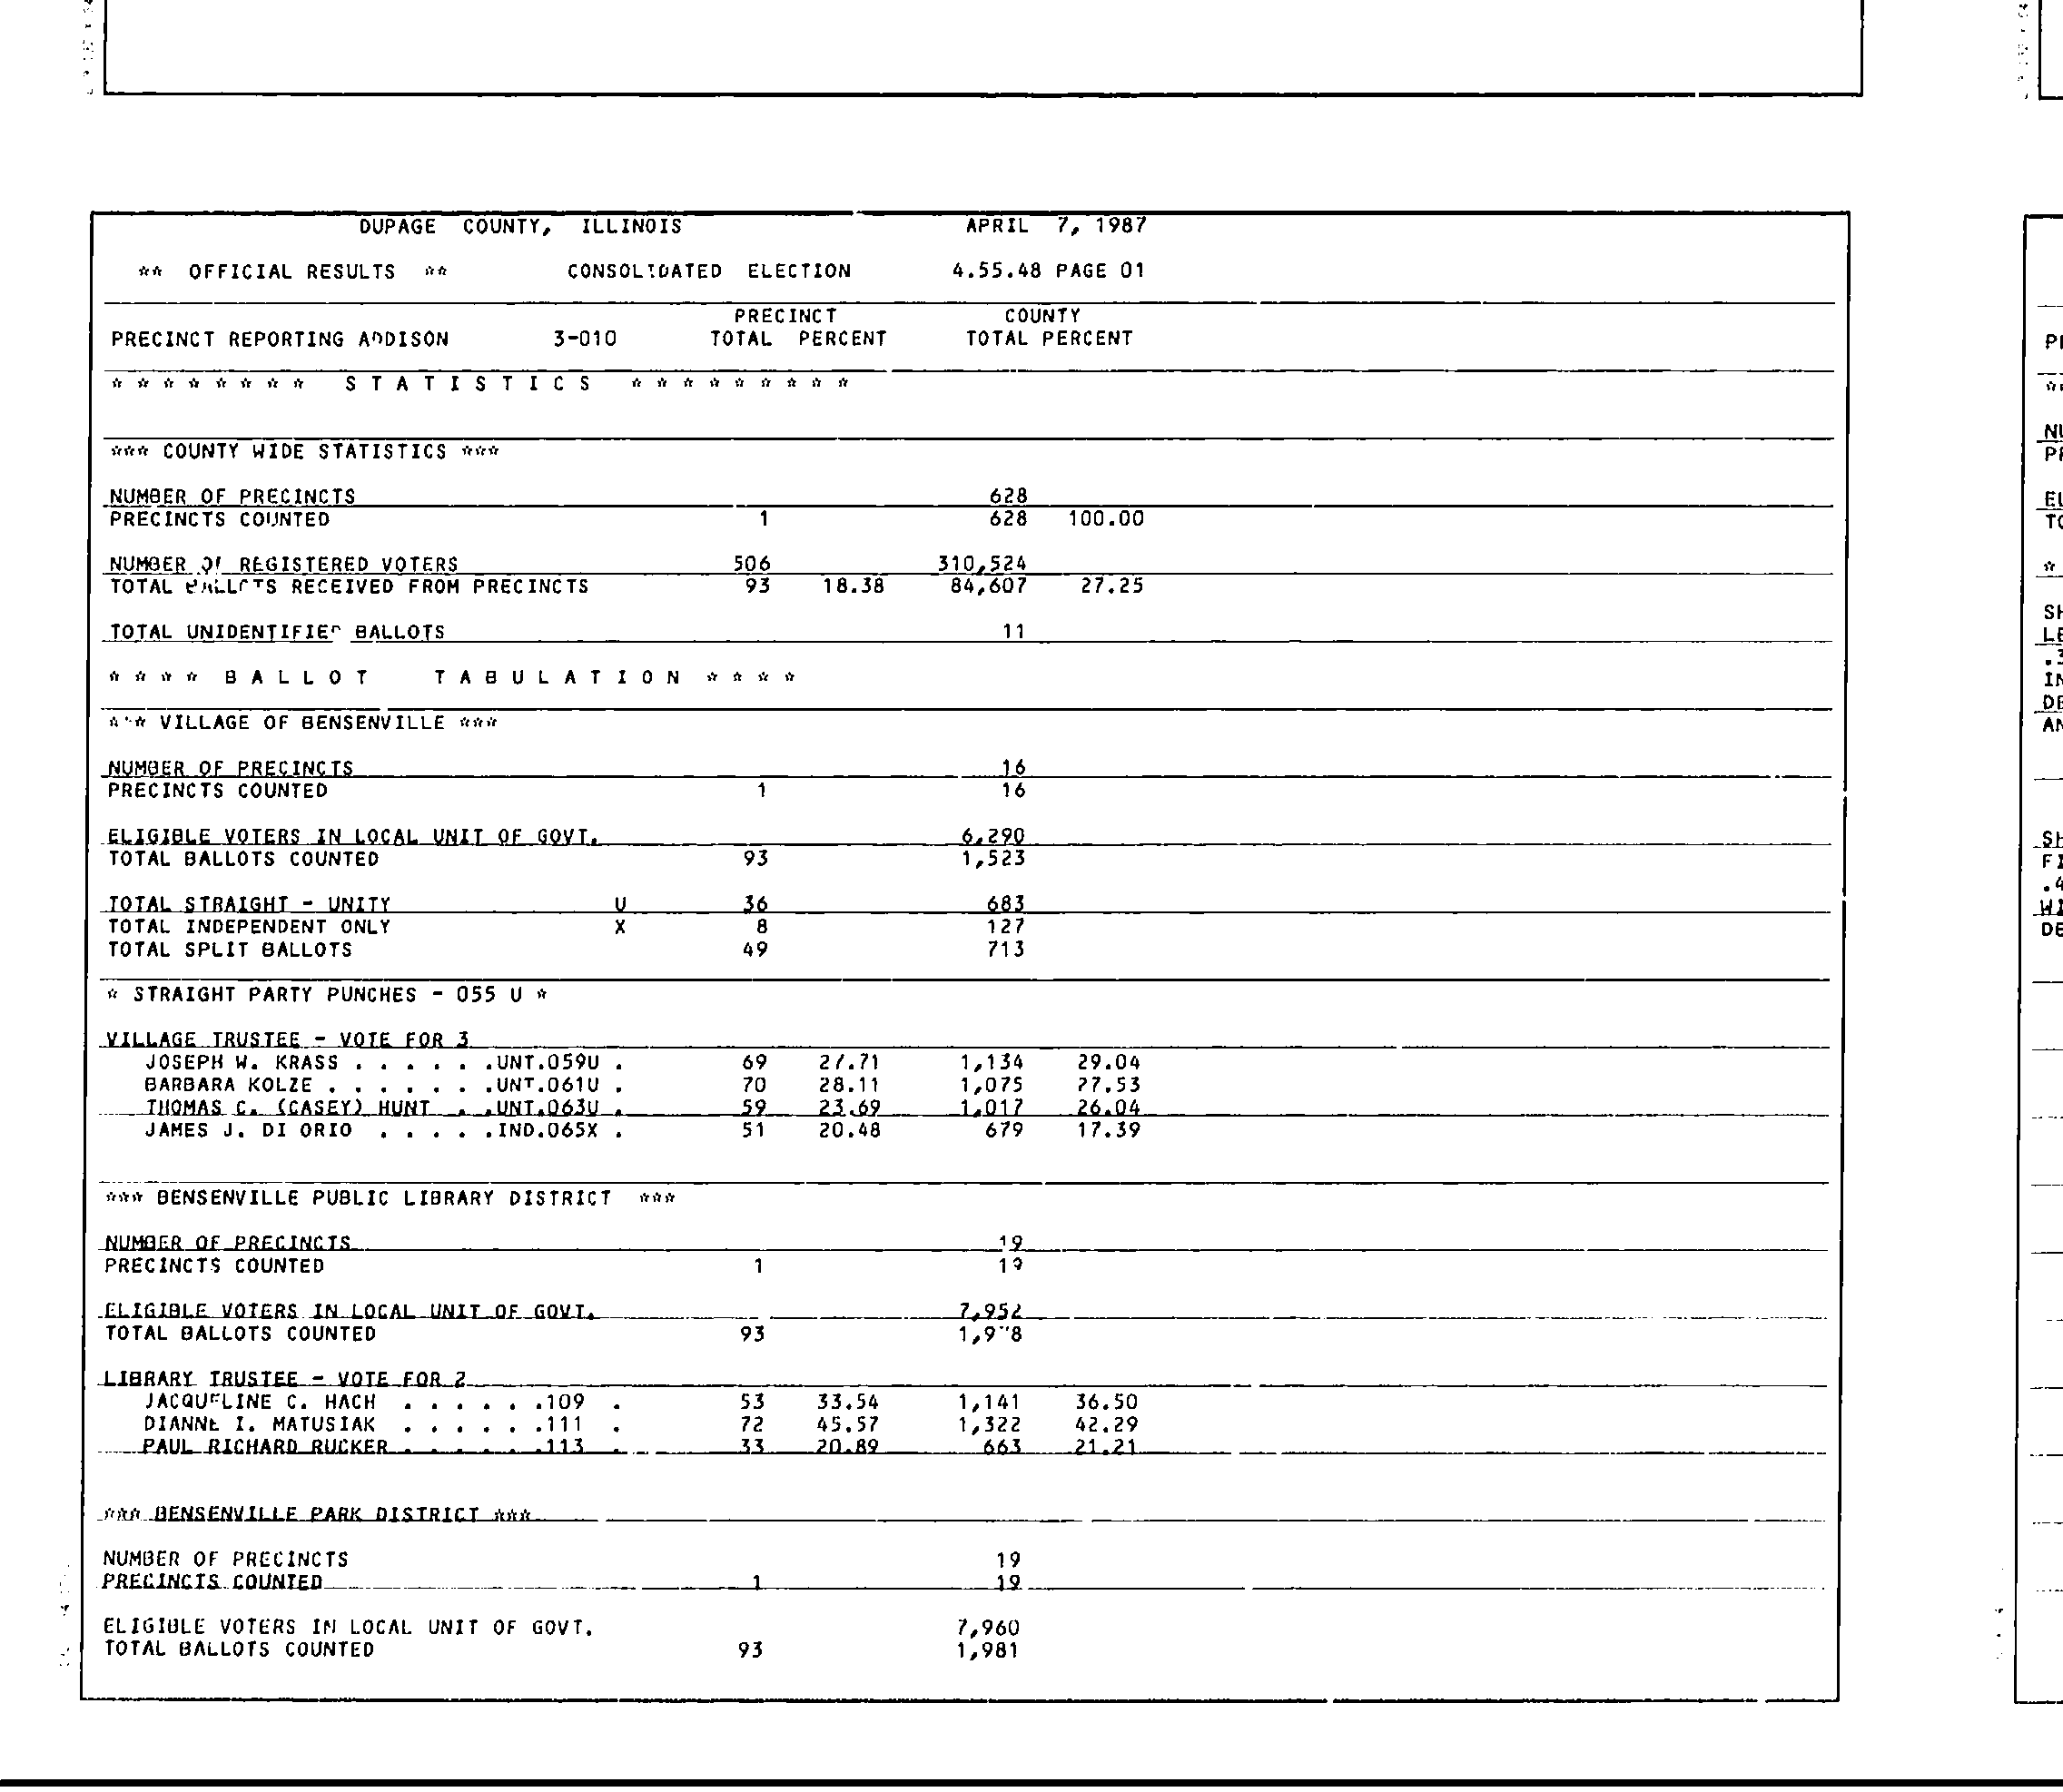 DUPAGE COUNTY, ILLINOIS APRIL 7, 1987
** OFFICIAL RESULTS ** CONSOLIDATED ELECTION 4.55.48 PAGE 01
PRECINCT COUNTY
PRECINCT REPORTING ADDISON 3-010 TOTAL PERCENT TOTAL PERCENT
* * * * * * * * S T A T I S T I C S * * * * * * * * *
*** COUNTY WIDE STATISTICS ***
NUMBER OF PRECINCTS 628
PRECINCTS COUNTED 1 628 100.00
NUMBER OF REGISTERED VOTERS 506 310,524
TOTAL BALLOTS RECEIVED FROM PRECINCTS 93 18.38 84,607 27.25
TOTAL UNIDENTIFIED BALLOTS 11
* * * * B A L L O T T A B U L A T I O N * * * *
*** VILLAGE OF BENSENVILLE ***
NUMBER OF PRECINCTS 16
PRECINCTS COUNTED 1 16
ELIGIBLE VOTERS IN LOCAL UNIT OF GOVT. 6,290
TOTAL BALLOTS COUNTED 93 1,523
TOTAL STRAIGHT - UNITY U 36 683
TOTAL INDEPENDENT ONLY X 8 127
TOTAL SPLIT BALLOTS 49 713
* STRAIGHT PARTY PUNCHES - 055 U *
VILLAGE TRUSTEE - VOTE FOR 3
JOSEPH W. KRASS . . . . . .UNT.059U . 69 27.71 1,134 29.04
BARBARA KOLZE . . . . . . .UNT.061U . 70 28.11 1,075 27.53
THOMAS C. (CASEY) HUNT . .UNT.063U . 59 23.69 1,017 26.04
JAMES J. DI ORIO . . . . .IND.065X . 51 20.48 679 17.39
*** BENSENVILLE PUBLIC LIBRARY DISTRICT ***
NUMBER OF PRECINCTS 19
PRECINCTS COUNTED 1 19
ELIGIBLE VOTERS IN LOCAL UNIT OF GOVT. 7,952
TOTAL BALLOTS COUNTED 93
LIBRARY TRUSTEE - VOTE FOR 2
JACQUELINE C. HACH . . . . . .109 . 53 33.54 1,141 36.50
DIANNE I. MATUSIAK . . . . . .111 . 72 45.57 1,322 42.29
PAUL RICHARD RUCKER . . . . . .113 . 33 20.89 663 21.21
*** BENSENVILLE PARK DISTRICT ***
NUMBER OF PRECINCTS 19
PRECINCTS COUNTED 1 19
ELIGIBLE VOTERS IN LOCAL UNIT OF GOVT. 7,960
TOTAL BALLOTS COUNTED 93 1,981